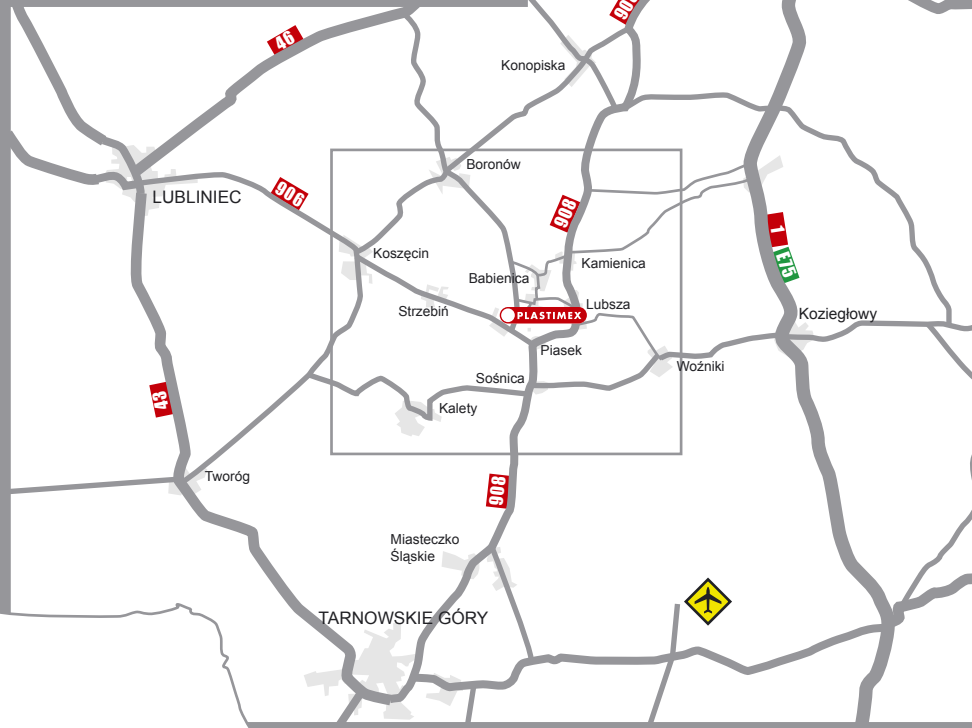 908
46
Konopiska
Boronów
LUBLINIEC
906
908
1
E75
Koszęcin
Kamienica
Babienica
Strzebiń
PLASTIMEX
Lubsza
Koziegłowy
Piasek
Woźniki
Sośnica
43
Kalety
Tworóg
908
Miasteczko
Śląskie
TARNOWSKIE GÓRY